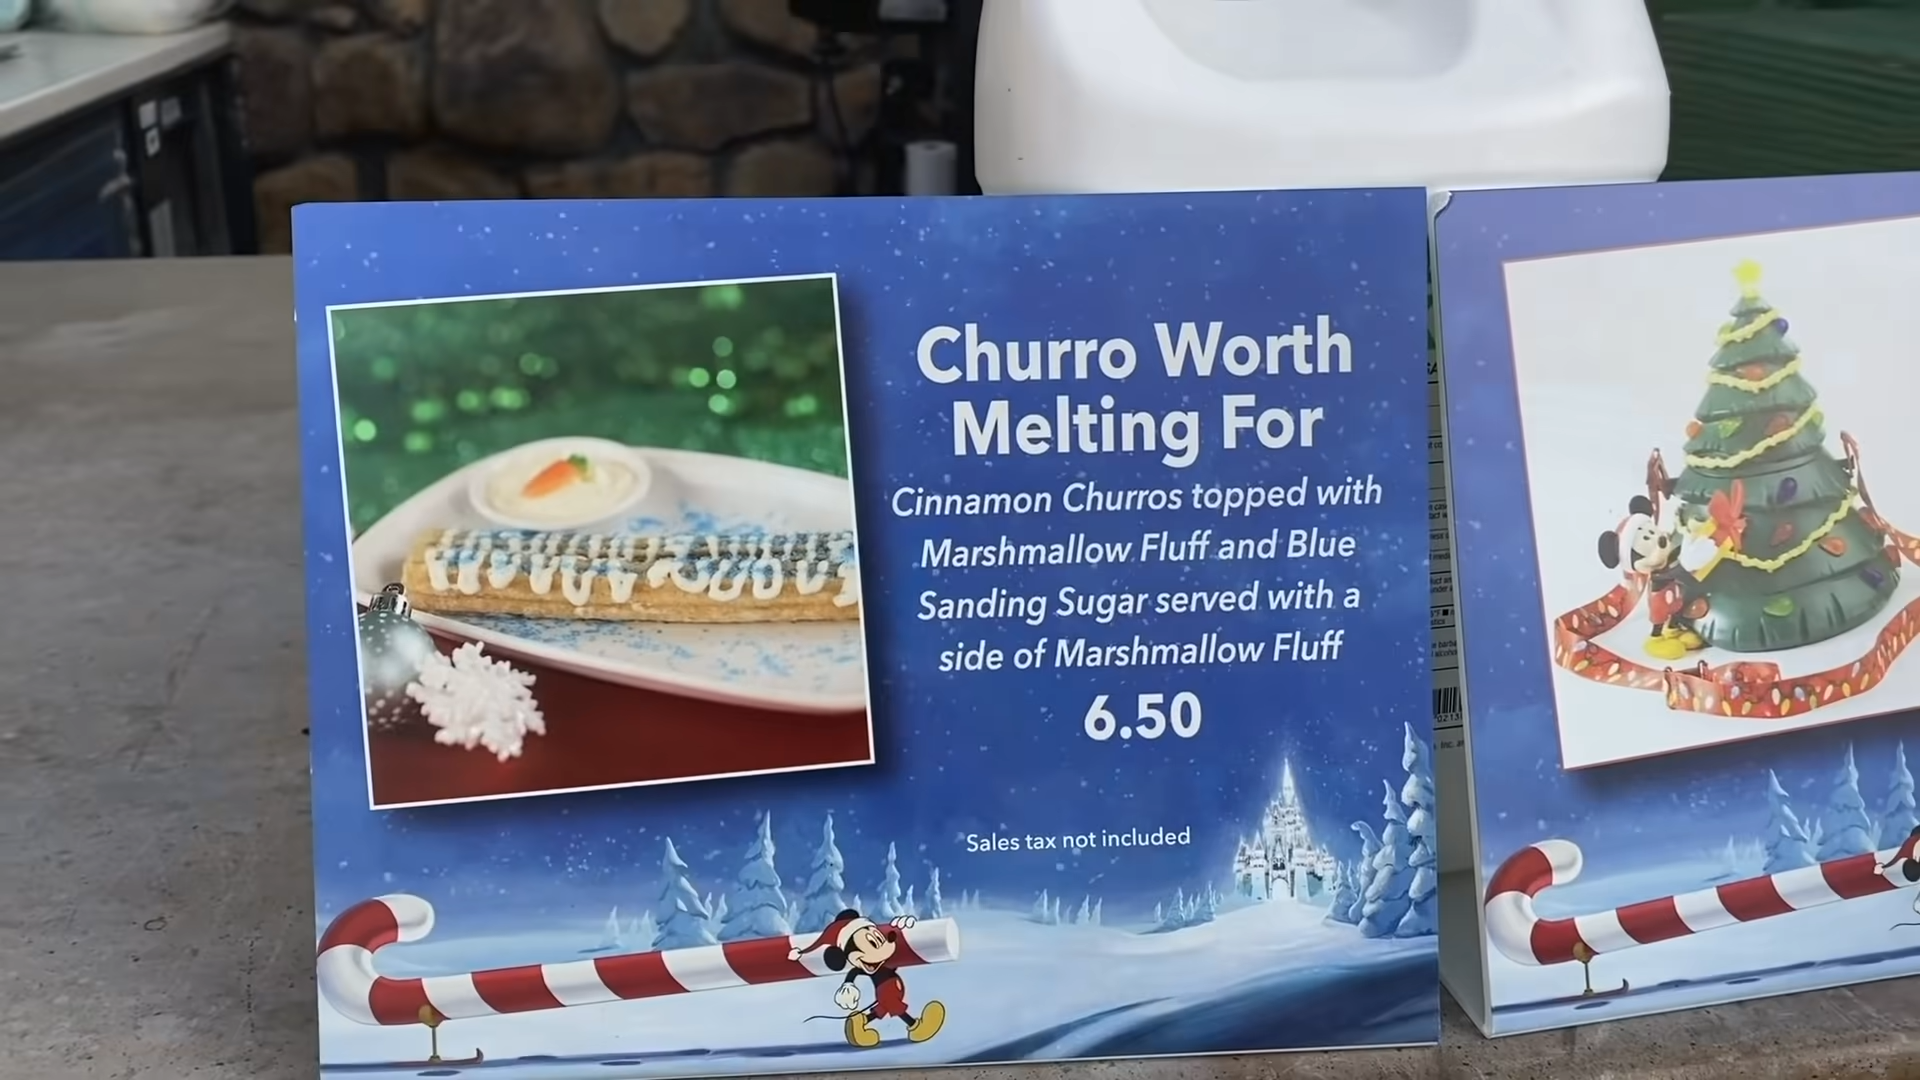 Churro Worth
Melting For
Cinnamon Churros topped with
Marshmallow Fluff and Blue
Sanding Sugar served with a
side of Marshmallow Fluff
6.50
Sales tax not included